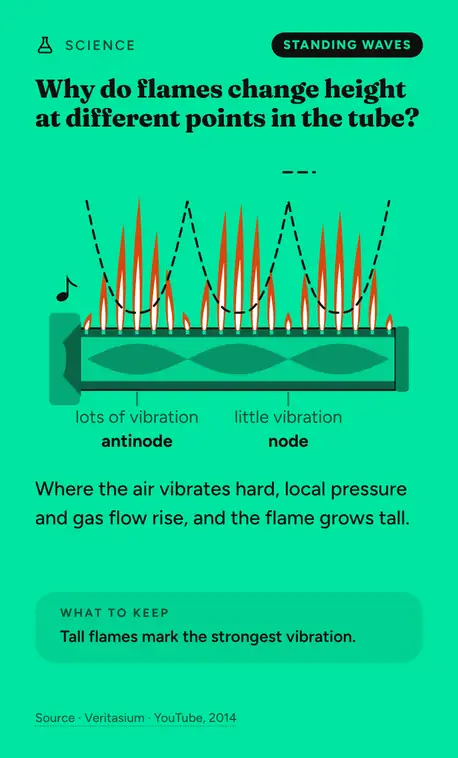 SCIENCE
STANDING WAVES
Why do flames change height
at different points in the tube?
lots of vibration
antinode
little vibration
node
Where the air vibrates hard, local pressure
and gas flow rise, and the flame grows tall.
WHAT TO KEEP
Tall flames mark the strongest vibration.
Source · Veritasium · YouTube, 2014